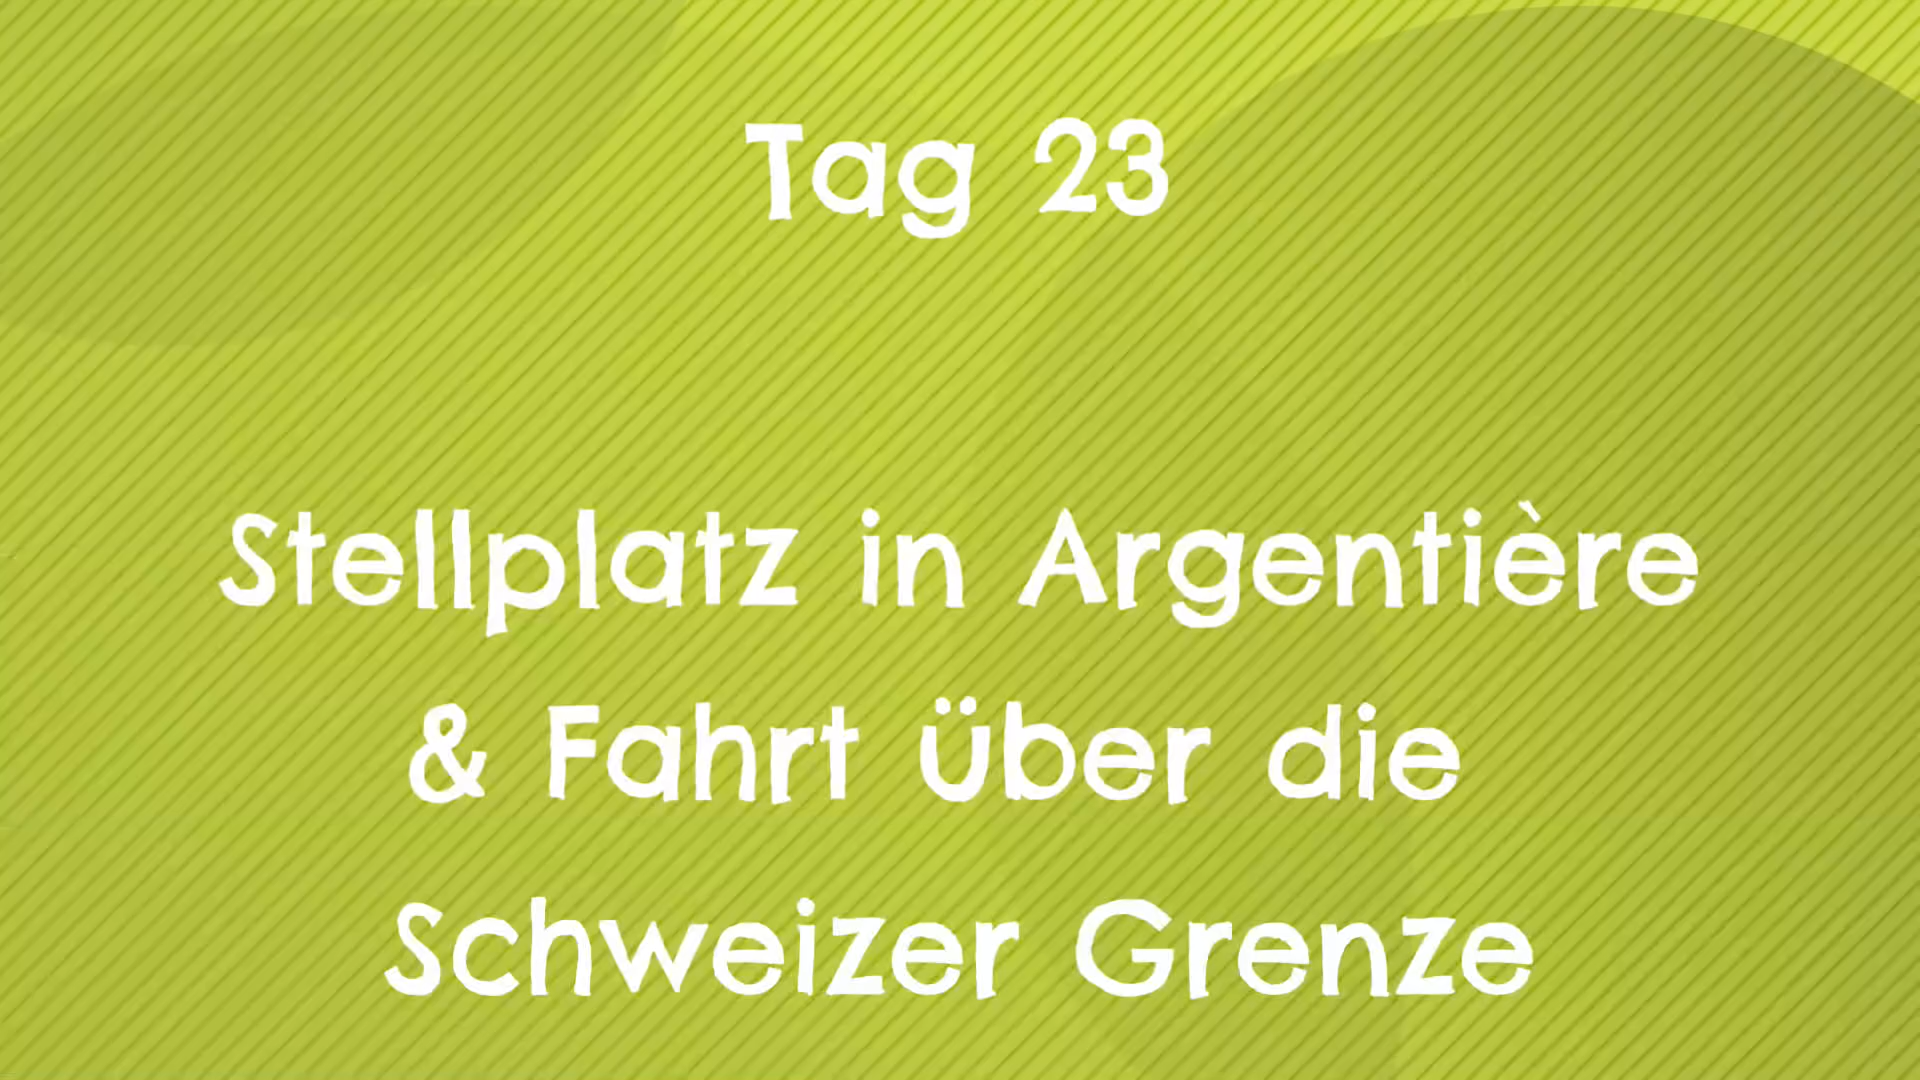 Tag 23
Stellplatz in Argentière
& Fahrt über die
Schweizer Grenze